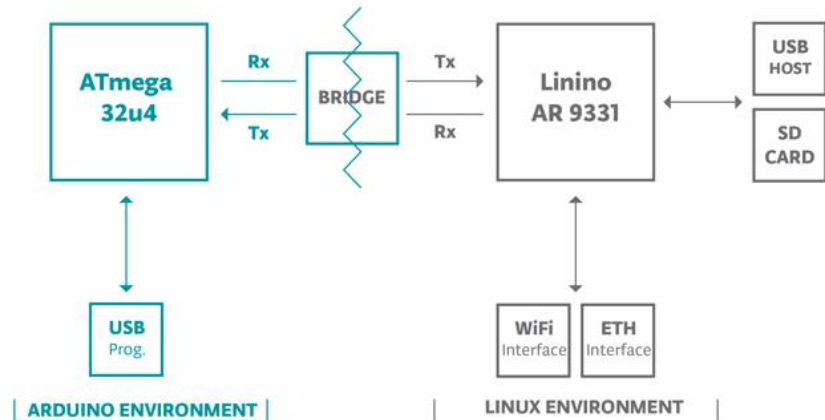 ATmega
32u4
Rx
Tx
BRIDGE
Tx
Rx
Linino
AR 9331
USB
HOST
SD
CARD
USB
Prog.
WiFi
Interface
ETH
Interface
ARDUINO ENVIRONMENT
LINUX ENVIRONMENT